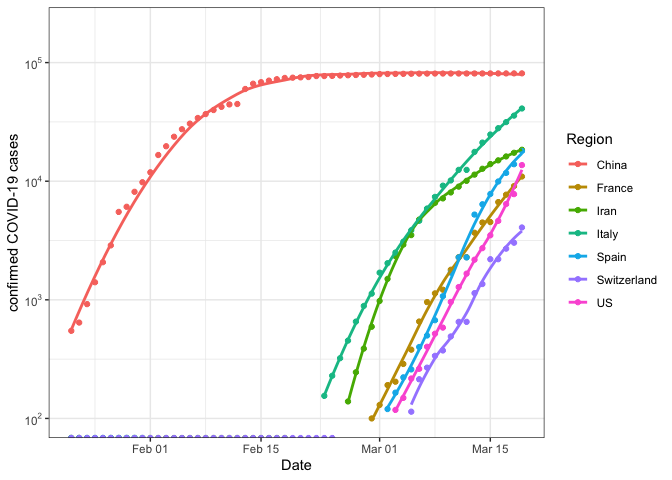 confirmed COVID-19 cases
10^5
10^4
10^3
10^2
Feb 01
Feb 15
Mar 01
Mar 15
Date
Region
China
France
Iran
Italy
Spain
Switzerland
US